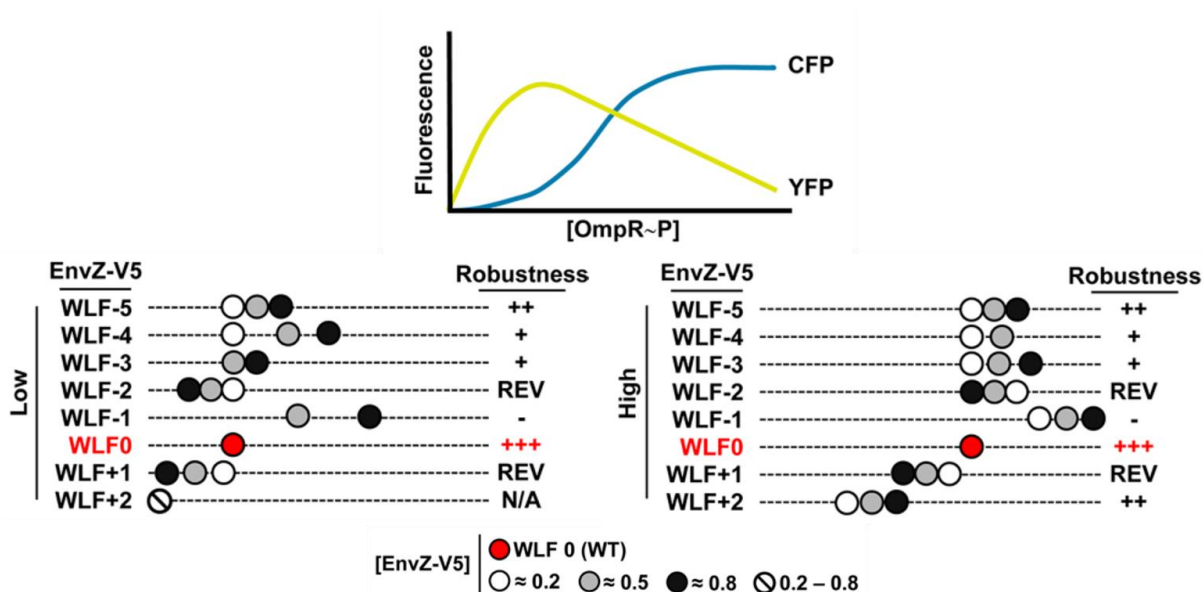 Fluorescence
CFP
YFP
[OmpR~P]
EnvZ-V5
Robustness
Low
WLF-5 ++
WLF-4 +
WLF-3 +
WLF-2 REV
WLF-1 -
WLF0 +++
WLF+1 REV
WLF+2 N/A
EnvZ-V5
Robustness
High
WLF-5 ++
WLF-4 +
WLF-3 +
WLF-2 REV
WLF-1 -
WLF0 +++
WLF+1 REV
WLF+2 ++
[EnvZ-V5]
WLF 0 (WT)
≈ 0.2 ≈ 0.5 ≈ 0.8 0.2 – 0.8